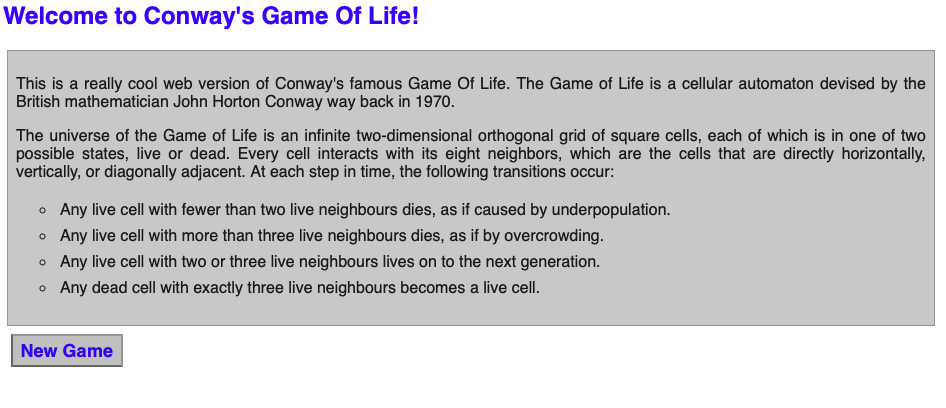 Welcome to Conway's Game Of Life!
This is a really cool web version of Conway's famous Game Of Life. The Game of Life is a cellular automaton devised by the
British mathematician John Horton Conway way back in 1970.
The universe of the Game of Life is an infinite two-dimensional orthogonal grid of square cells, each of which is in one of two
possible states, live or dead. Every cell interacts with its eight neighbors, which are the cells that are directly horizontally,
vertically, or diagonally adjacent. At each step in time, the following transitions occur:
Any live cell with fewer than two live neighbours dies, as if caused by underpopulation.
Any live cell with more than three live neighbours dies, as if by overcrowding.
Any live cell with two or three live neighbours lives on to the next generation.
Any dead cell with exactly three live neighbours becomes a live cell.
New Game